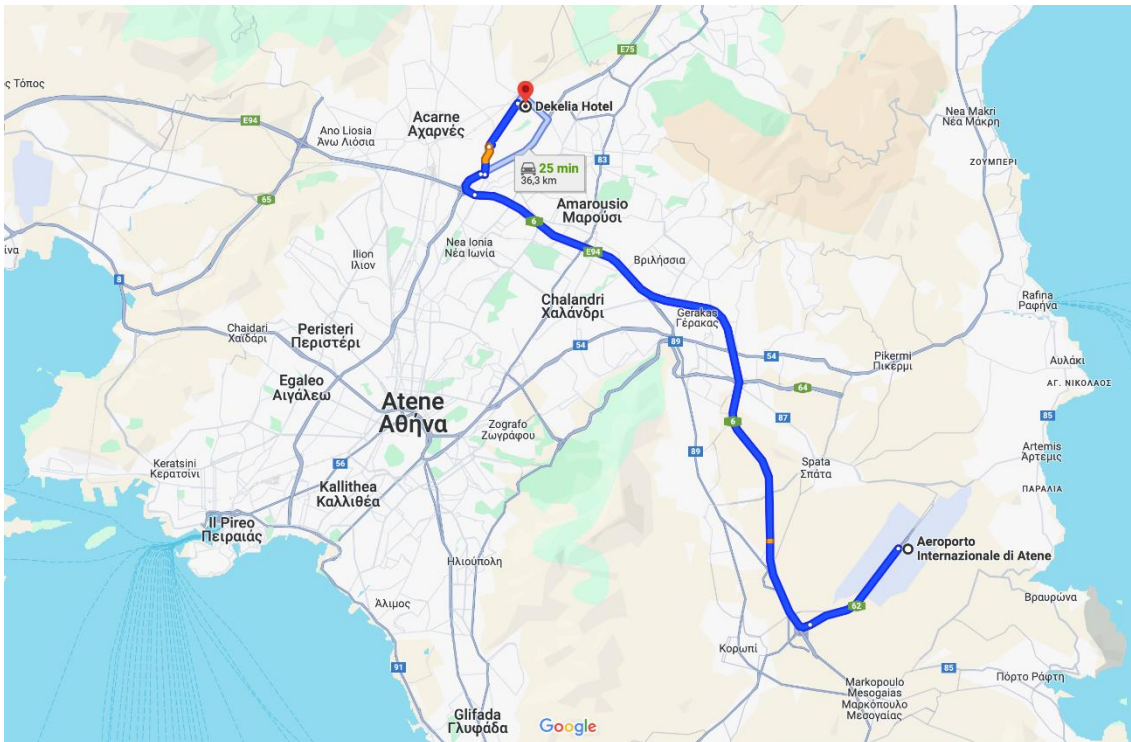 E75
ς Τόπος
Dekelia Hotel
Acarne
Αχαρνές
Nea Makri
Νέα Μάκρη
E94
Ano Liosia
Άνω Λιόσια
ΖΟΥΜΠΕΡΙ
25 min
36,3 km
83
65
Amarousio
Μαρούσι
6
Nea Ionia
Νέα Ιωνία
E94
Ilion
Ίλιον
Βριλήσσια
8
Rafina
Ραφήνα
Chalandri
Χαλάνδρι
Gerakas
Γέρακας
Chaidari
Χαϊδάρι
Peristeri
Περιστέρι
54
89
54
Pikermi
Πικέρμι
Αυλάκι
ΑΓ. ΝΙΚΟΛΑΟΣ
Egaleo
Αιγάλεω
64
Atene
Αθήνα
Zografo
Ζωγράφου
6
87
85
Artemis
Άρτεμις
Keratsini
Κερατσίνι
56
89
Spata
Σπάτα
Kallithea
Καλλιθέα
ΠΑΡΑΛΙΑ
Il Pireo
Πειραιάς
Aeroporto
Internazionale di Atene
Ηλιούπολη
Βραυρώνα
Άλιμος
62
Κορωπί
91
85
Πόρτο Ράφτη
Markopoulo
Mesogaias
Μαρκόπουλο
Μεσογαίας
Glifada
Γλυφάδα
Google